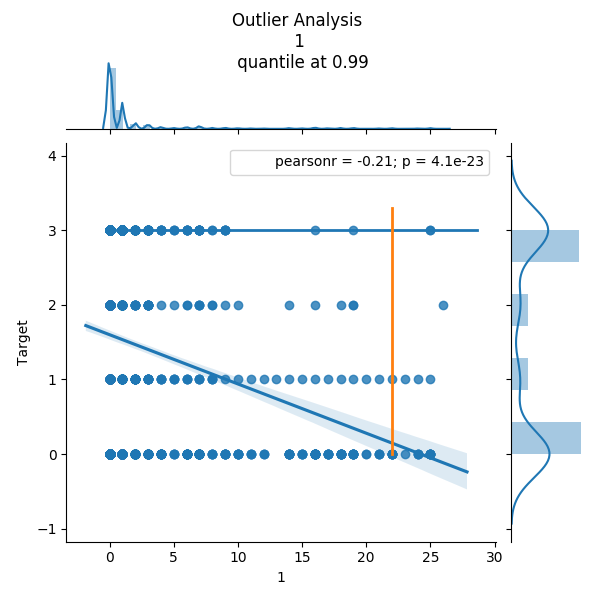 Outlier Analysis
1
quantile at 0.99
pearsonr = -0.21; p = 4.1e-23
4
3
2
1
0
−1
Target
0 5 10 15 20 25 30
1